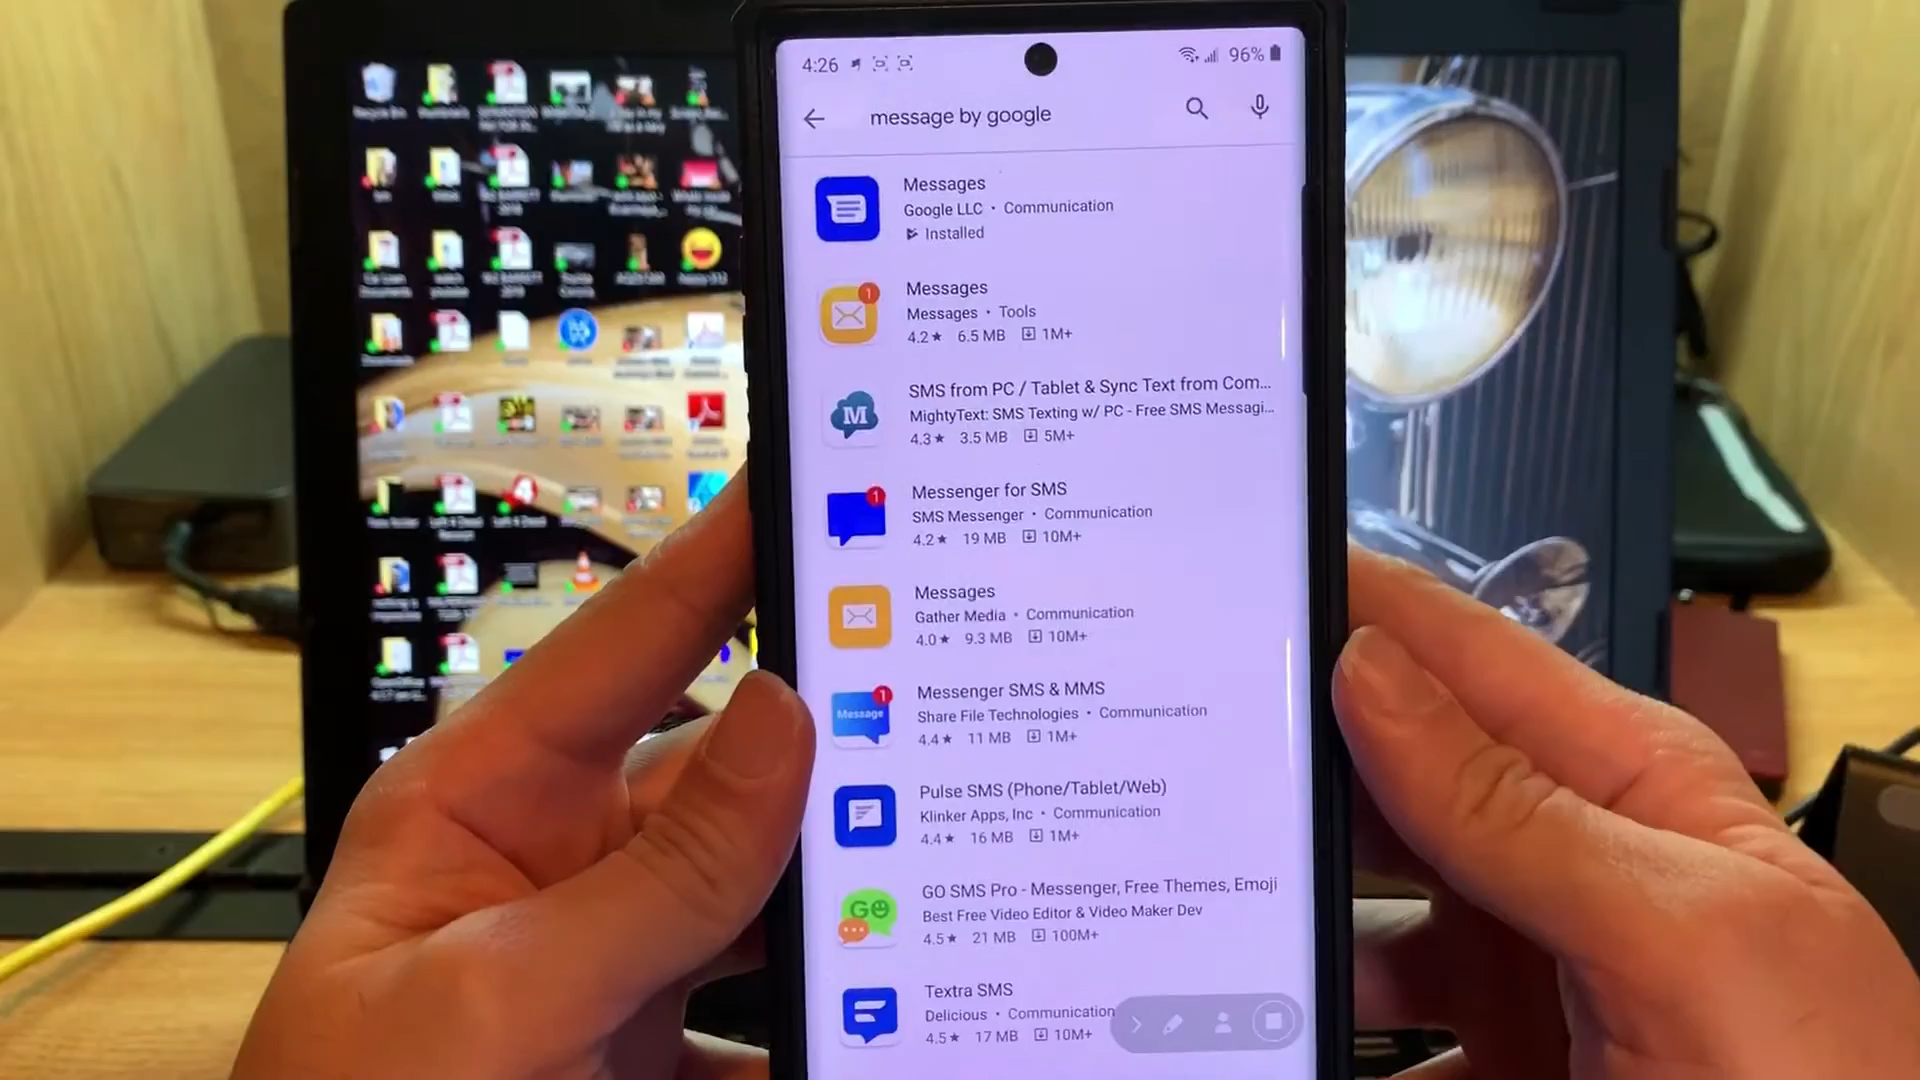 4:26
96%
message by google
Messages
Google LLC • Communication
Installed
1
Messages
Messages • Tools
4.2★ 6.5 MB 1M+
M
SMS from PC / Tablet & Sync Text from Com...
MightyText: SMS Texting w/ PC - Free SMS Messagi...
4.3★ 3.5 MB 5M+
1
Messenger for SMS
SMS Messenger • Communication
4.2★ 19 MB 10M+
Messages
Gather Media • Communication
4.0★ 9.3 MB 10M+
1
Message
Messenger SMS & MMS
Share File Technologies • Communication
4.4★ 11 MB 1M+
Pulse SMS (Phone/Tablet/Web)
Klinker Apps, Inc • Communication
4.4★ 16 MB 1M+
GO
GO SMS Pro - Messenger, Free Themes, Emoji
Best Free Video Editor & Video Maker Dev
4.5★ 21 MB 100M+
Textra SMS
Delicious • Communication
4.5★ 17 MB 10M+